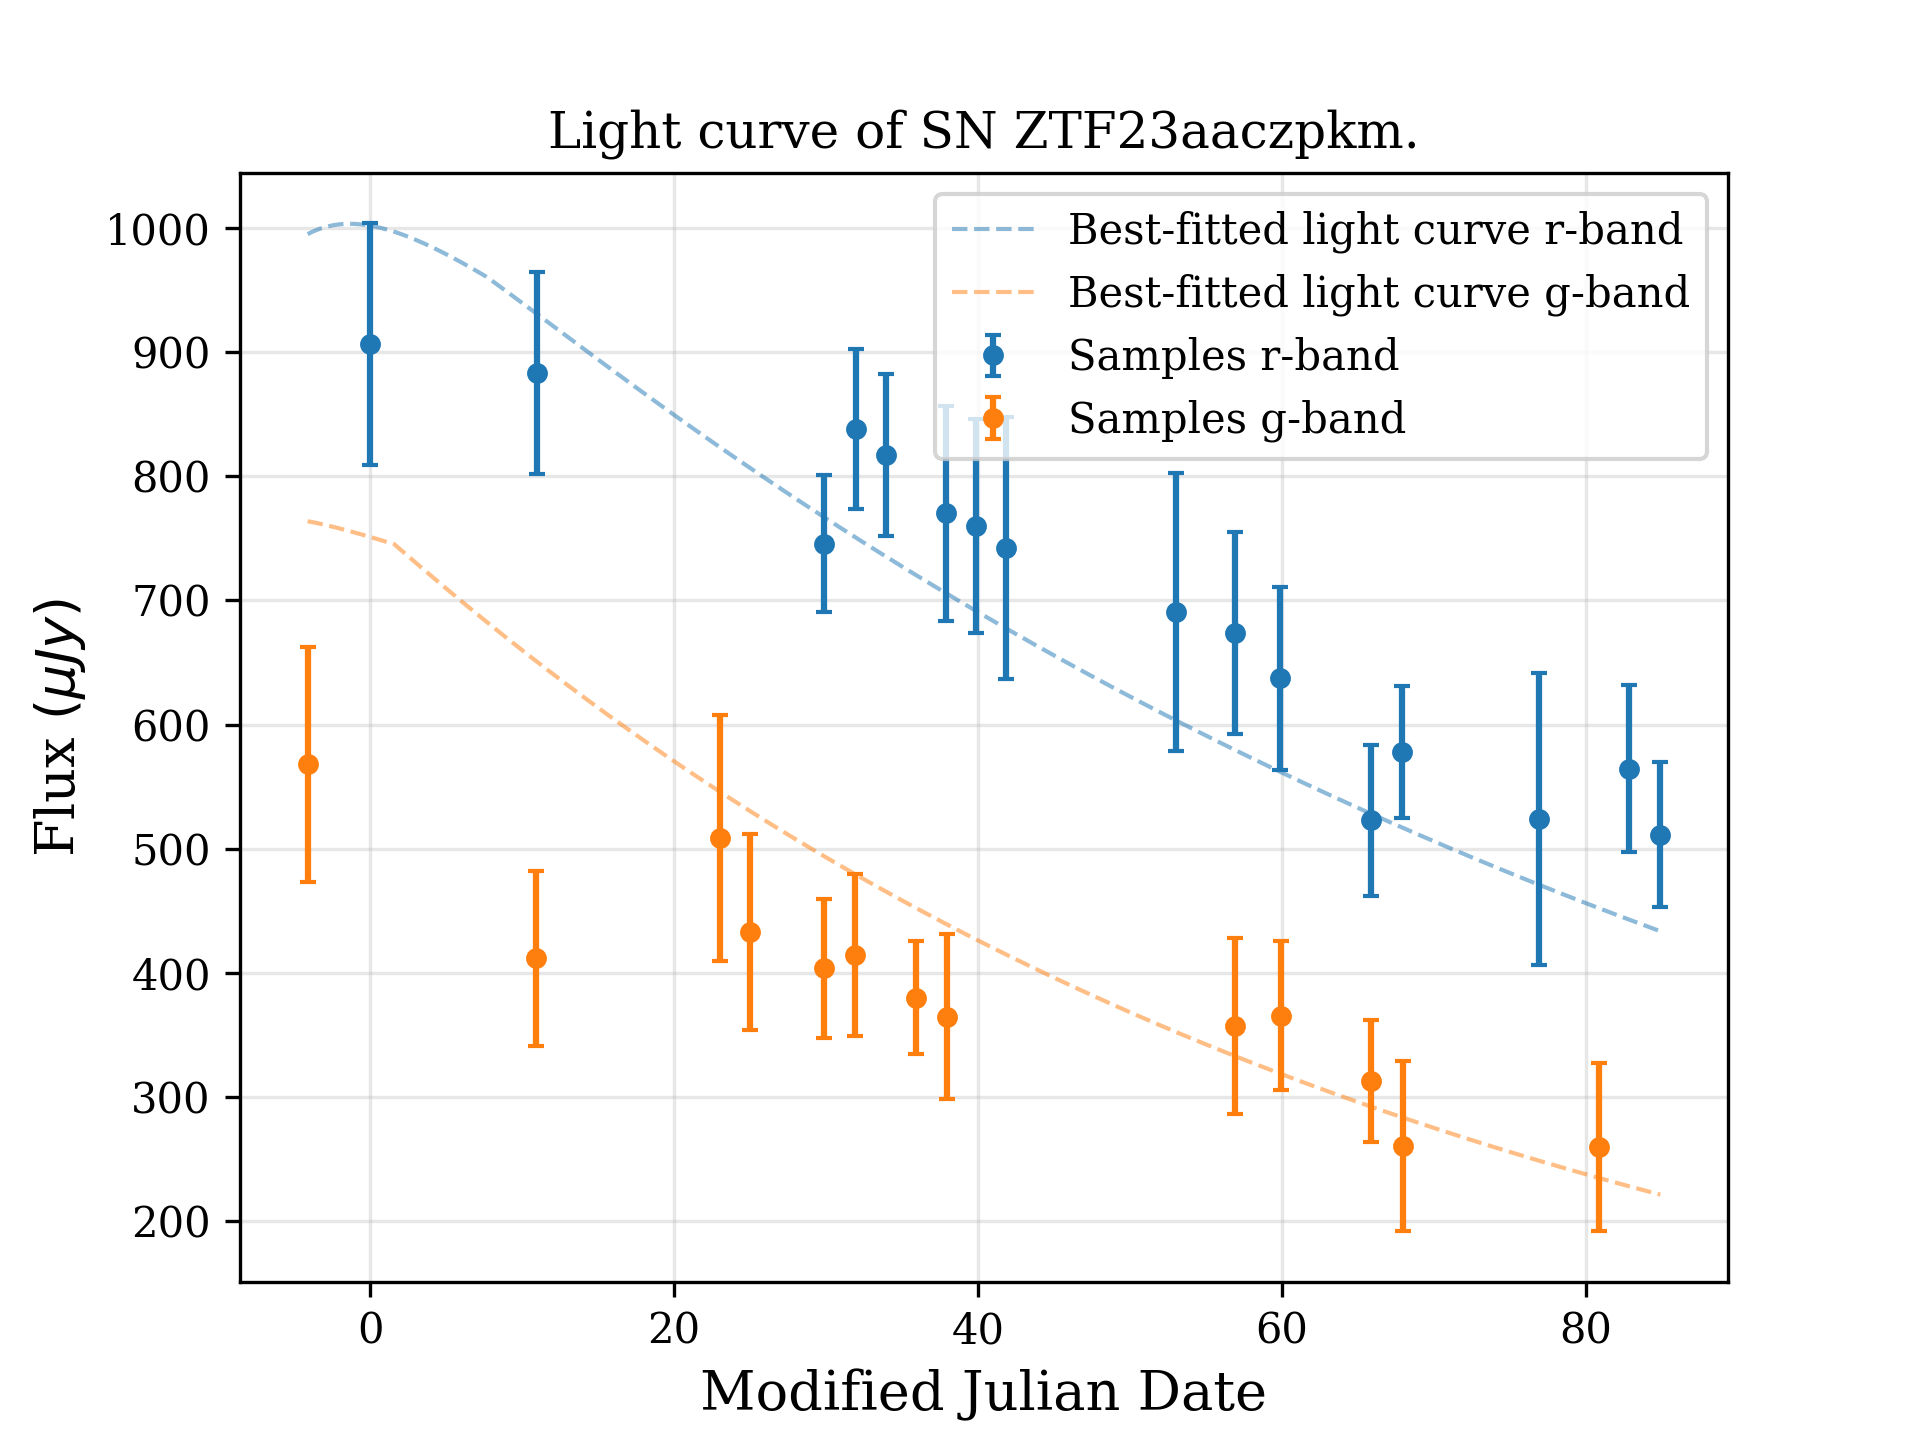 Light curve of SN ZTF23aaczpkm.
Best-fitted light curve r-band
Best-fitted light curve g-band
Samples r-band
Samples g-band
1000
900
800
700
600
500
400
300
200
Flux (μJy)
0 20 40 60 80
Modified Julian Date